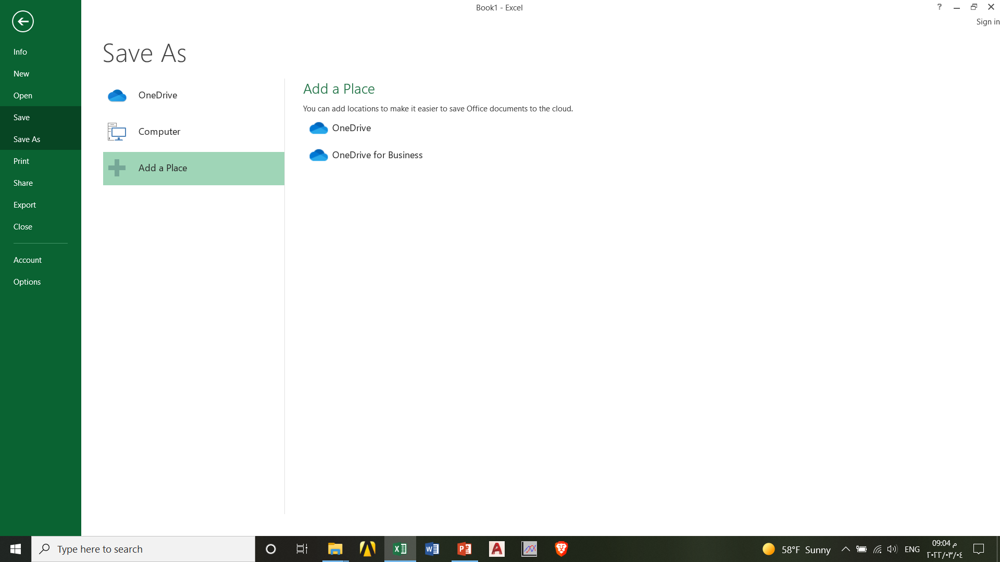 Book1 - Excel
?
Sign in
Info
New
Open
Save
Save As
Print
Share
Export
Close
Account
Options
Save As
OneDrive
Computer
Add a Place
Add a Place
You can add locations to make it easier to save Office documents to the cloud.
OneDrive
OneDrive for Business
Type here to search
58°F Sunny
ENG
09:04 م
٢٠٢٢/٠٣/٠٤